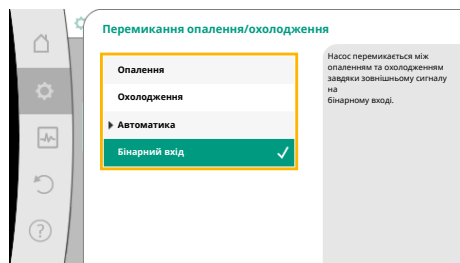 Перемикання опалення/охолодження
Опалення
Охолодження
Автоматика
Бінарний вхід
Насос перемикається між
опаленням та охолодженням
завдяки зовнішньому сигналу
на
бінарному вході.
?